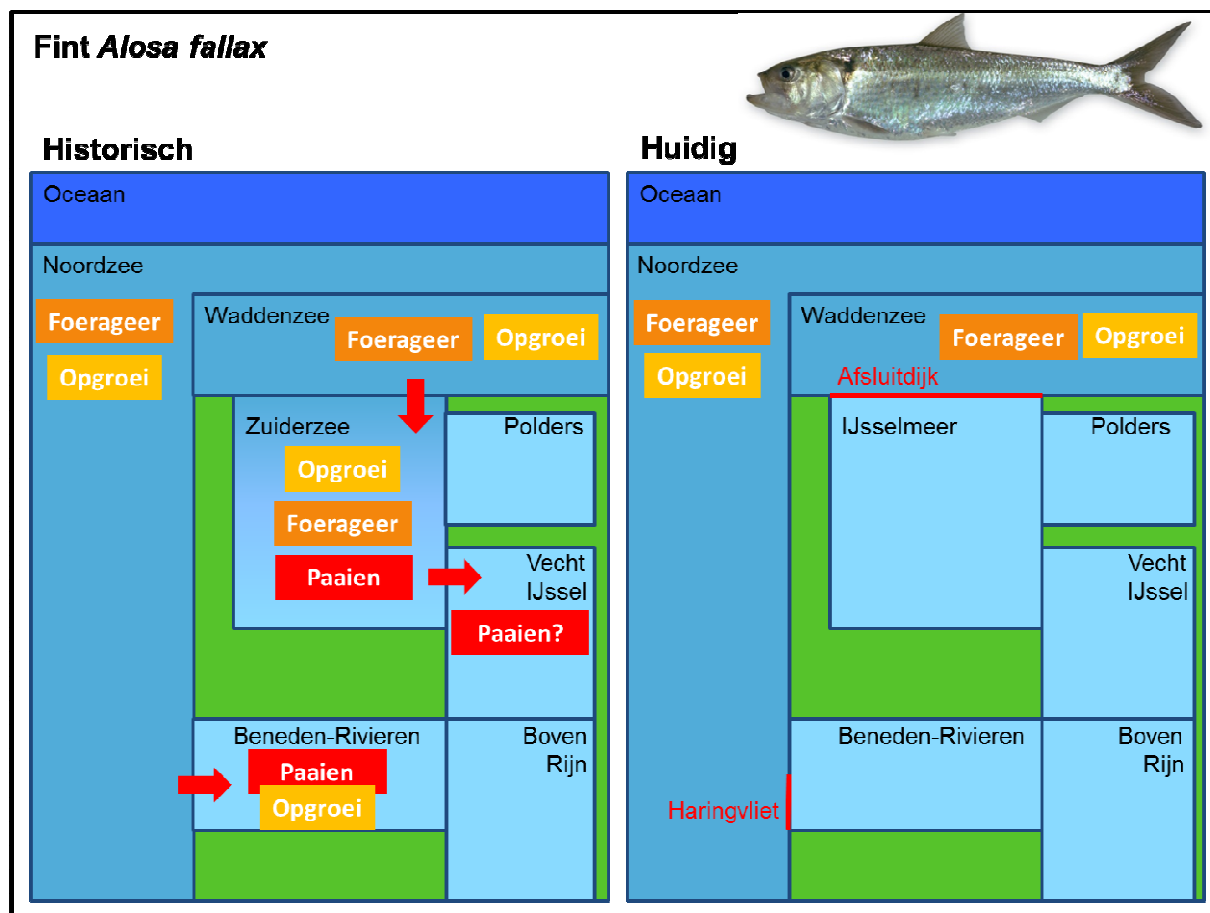 Fint Alosa fallax
Historisch
Oceaan
Noordzee
Foerageer
Opgroei
Waddenzee
Foerageer
Opgroei
Zuiderzee
Opgroei
Foerageer
Paaien
Polders
Vecht
IJssel
Paaien?
Beneden-Rivieren
Paaien
Opgroei
Boven
Rijn
Huidig
Oceaan
Noordzee
Foerageer
Opgroei
Waddenzee
Foerageer
Opgroei
Afsluitdijk
IJsselmeer
Polders
Vecht
IJssel
Beneden-Rivieren
Haringvliet
Boven
Rijn